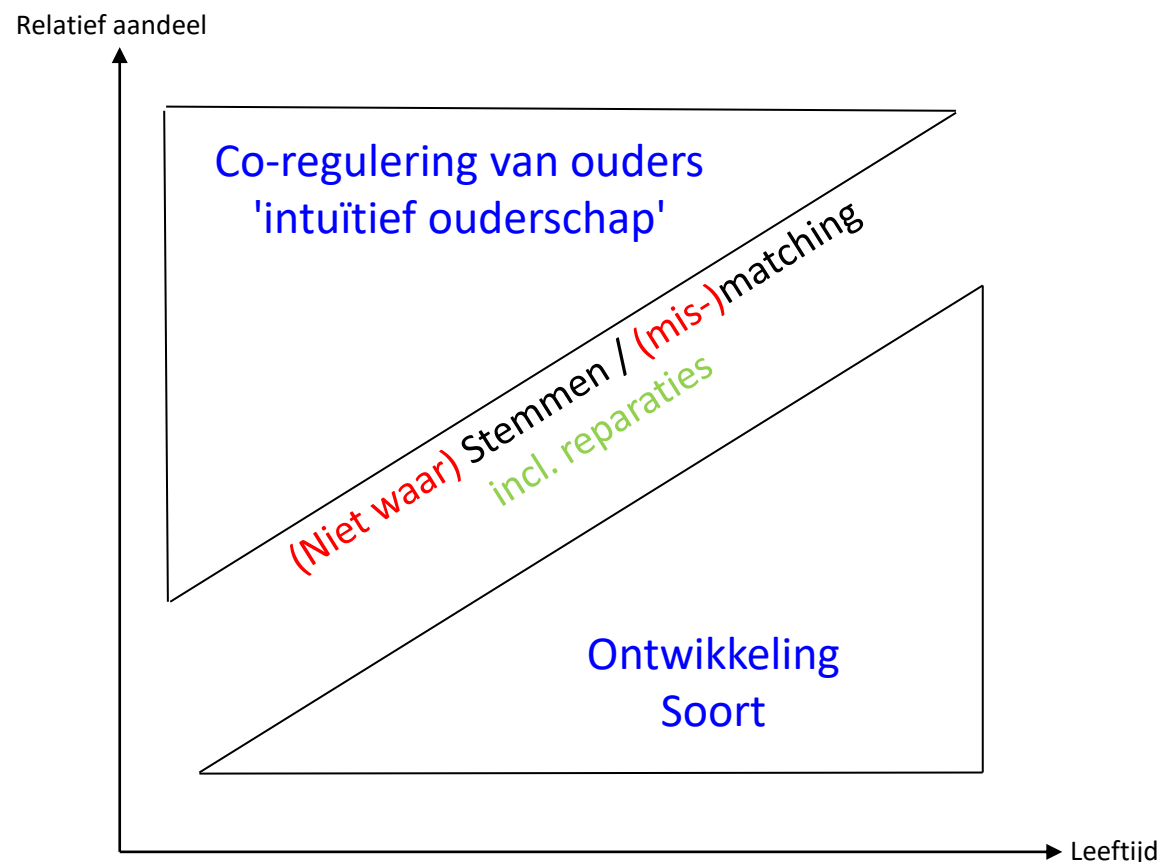 Relatief aandeel
Co-regulering van ouders
'intuïtief ouderschap'
(Niet waar) Stemmen / (mis-)matching
incl. reparaties
Ontwikkeling
Soort
Leeftijd